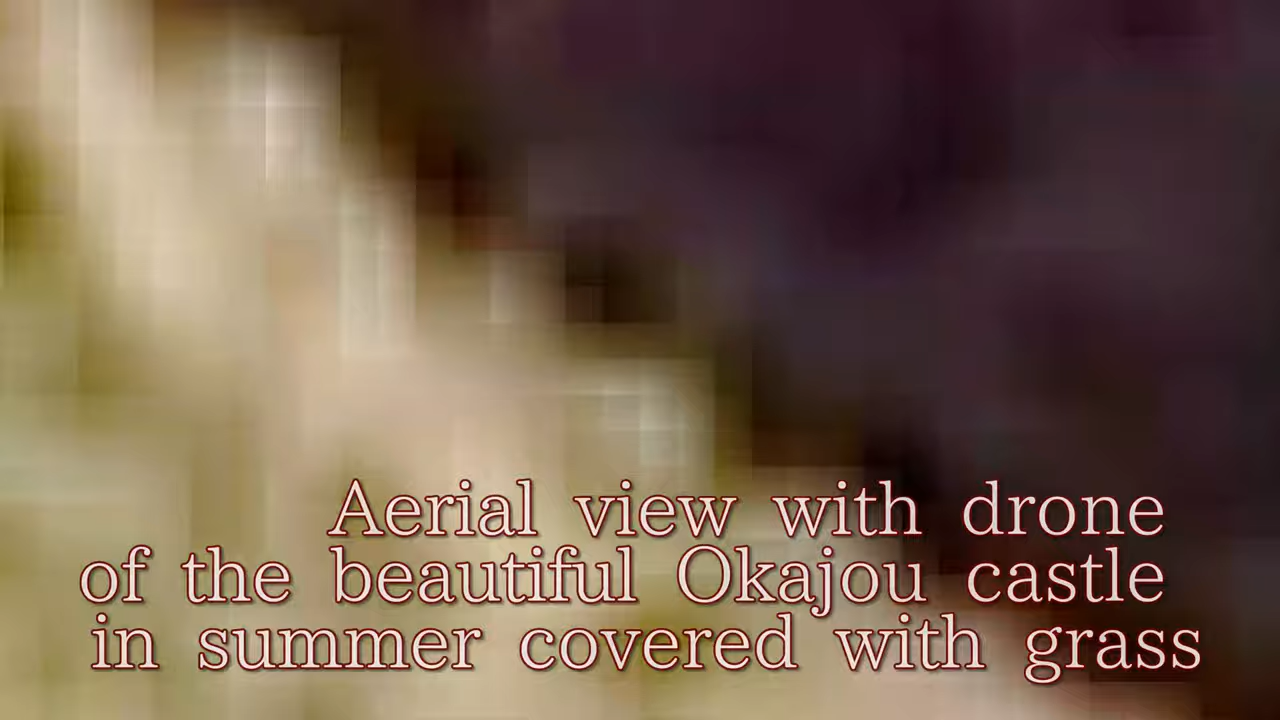 Aerial view with drone
of the beautiful Okajou castle
in summer covered with grass